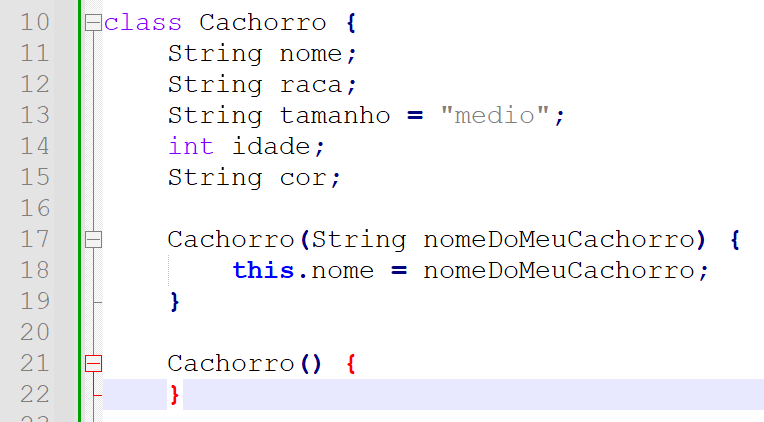 10 class Cachorro {
11 String nome;
12 String raca;
13 String tamanho = "medio";
14 int idade;
15 String cor;
16
17 Cachorro(String nomeDoMeuCachorro) {
18 this.nome = nomeDoMeuCachorro;
19 }
20
21 Cachorro() {
22 }